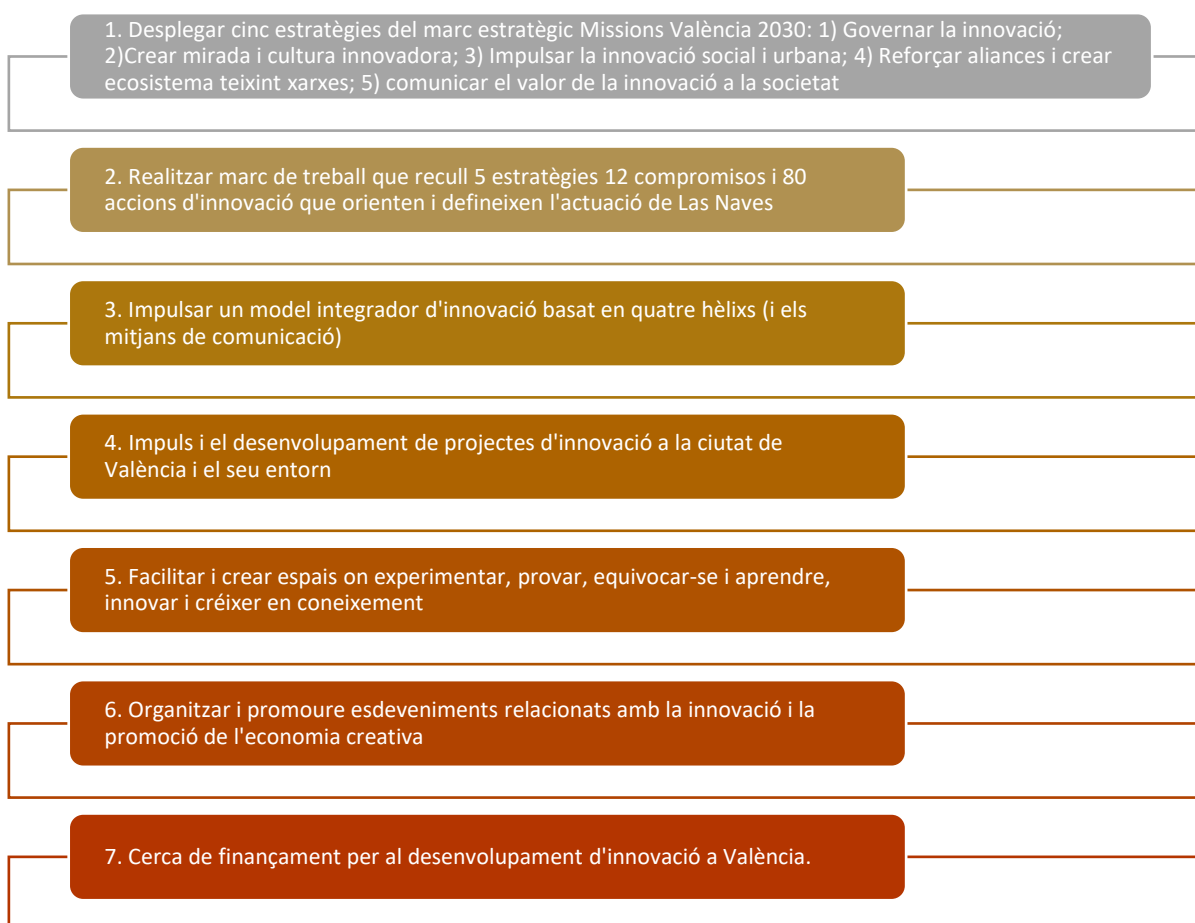 1. Desplegar cinc estratègies del marc estratègic Missions València 2030: 1) Governar la innovació;
2)Crear mirada i cultura innovadora; 3) Impulsar la innovació social i urbana; 4) Reforçar aliances i crear
ecosistema teixint xarxes; 5) comunicar el valor de la innovació a la societat
2. Realitzar marc de treball que recull 5 estratègies 12 compromisos i 80
accions d'innovació que orienten i defineixen l'actuació de Las Naves
3. Impulsar un model integrador d'innovació basat en quatre hèlixs (i els
mitjans de comunicació)
4. Impuls i el desenvolupament de projectes d'innovació a la ciutat de
València i el seu entorn
5. Facilitar i crear espais on experimentar, provar, equivocar-se i aprendre,
innovar i créixer en coneixement
6. Organitzar i promoure esdeveniments relacionats amb la innovació i la
promoció de l'economia creativa
7. Cerca de finançament per al desenvolupament d'innovació a València.